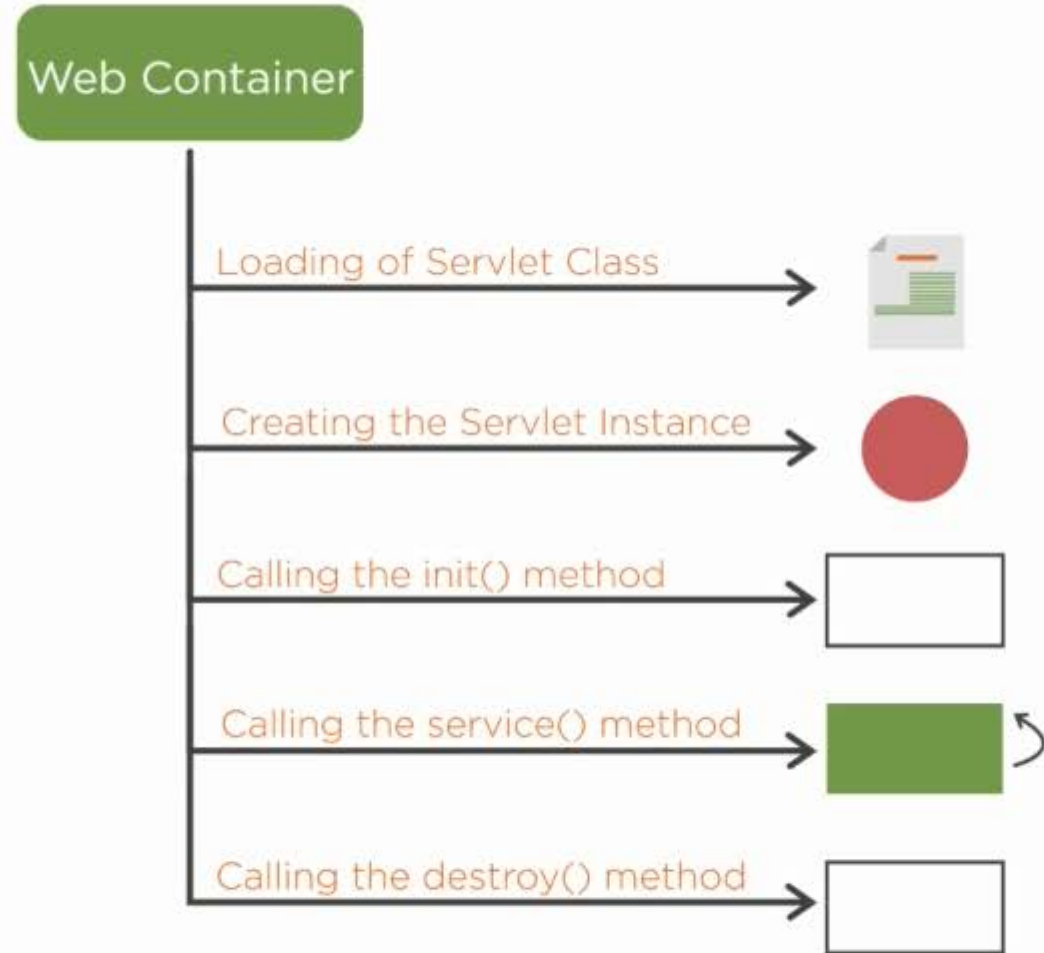 Web Container
Loading of Servlet Class
Creating the Servlet Instance
Calling the init() method
Calling the service() method
Calling the destroy() method